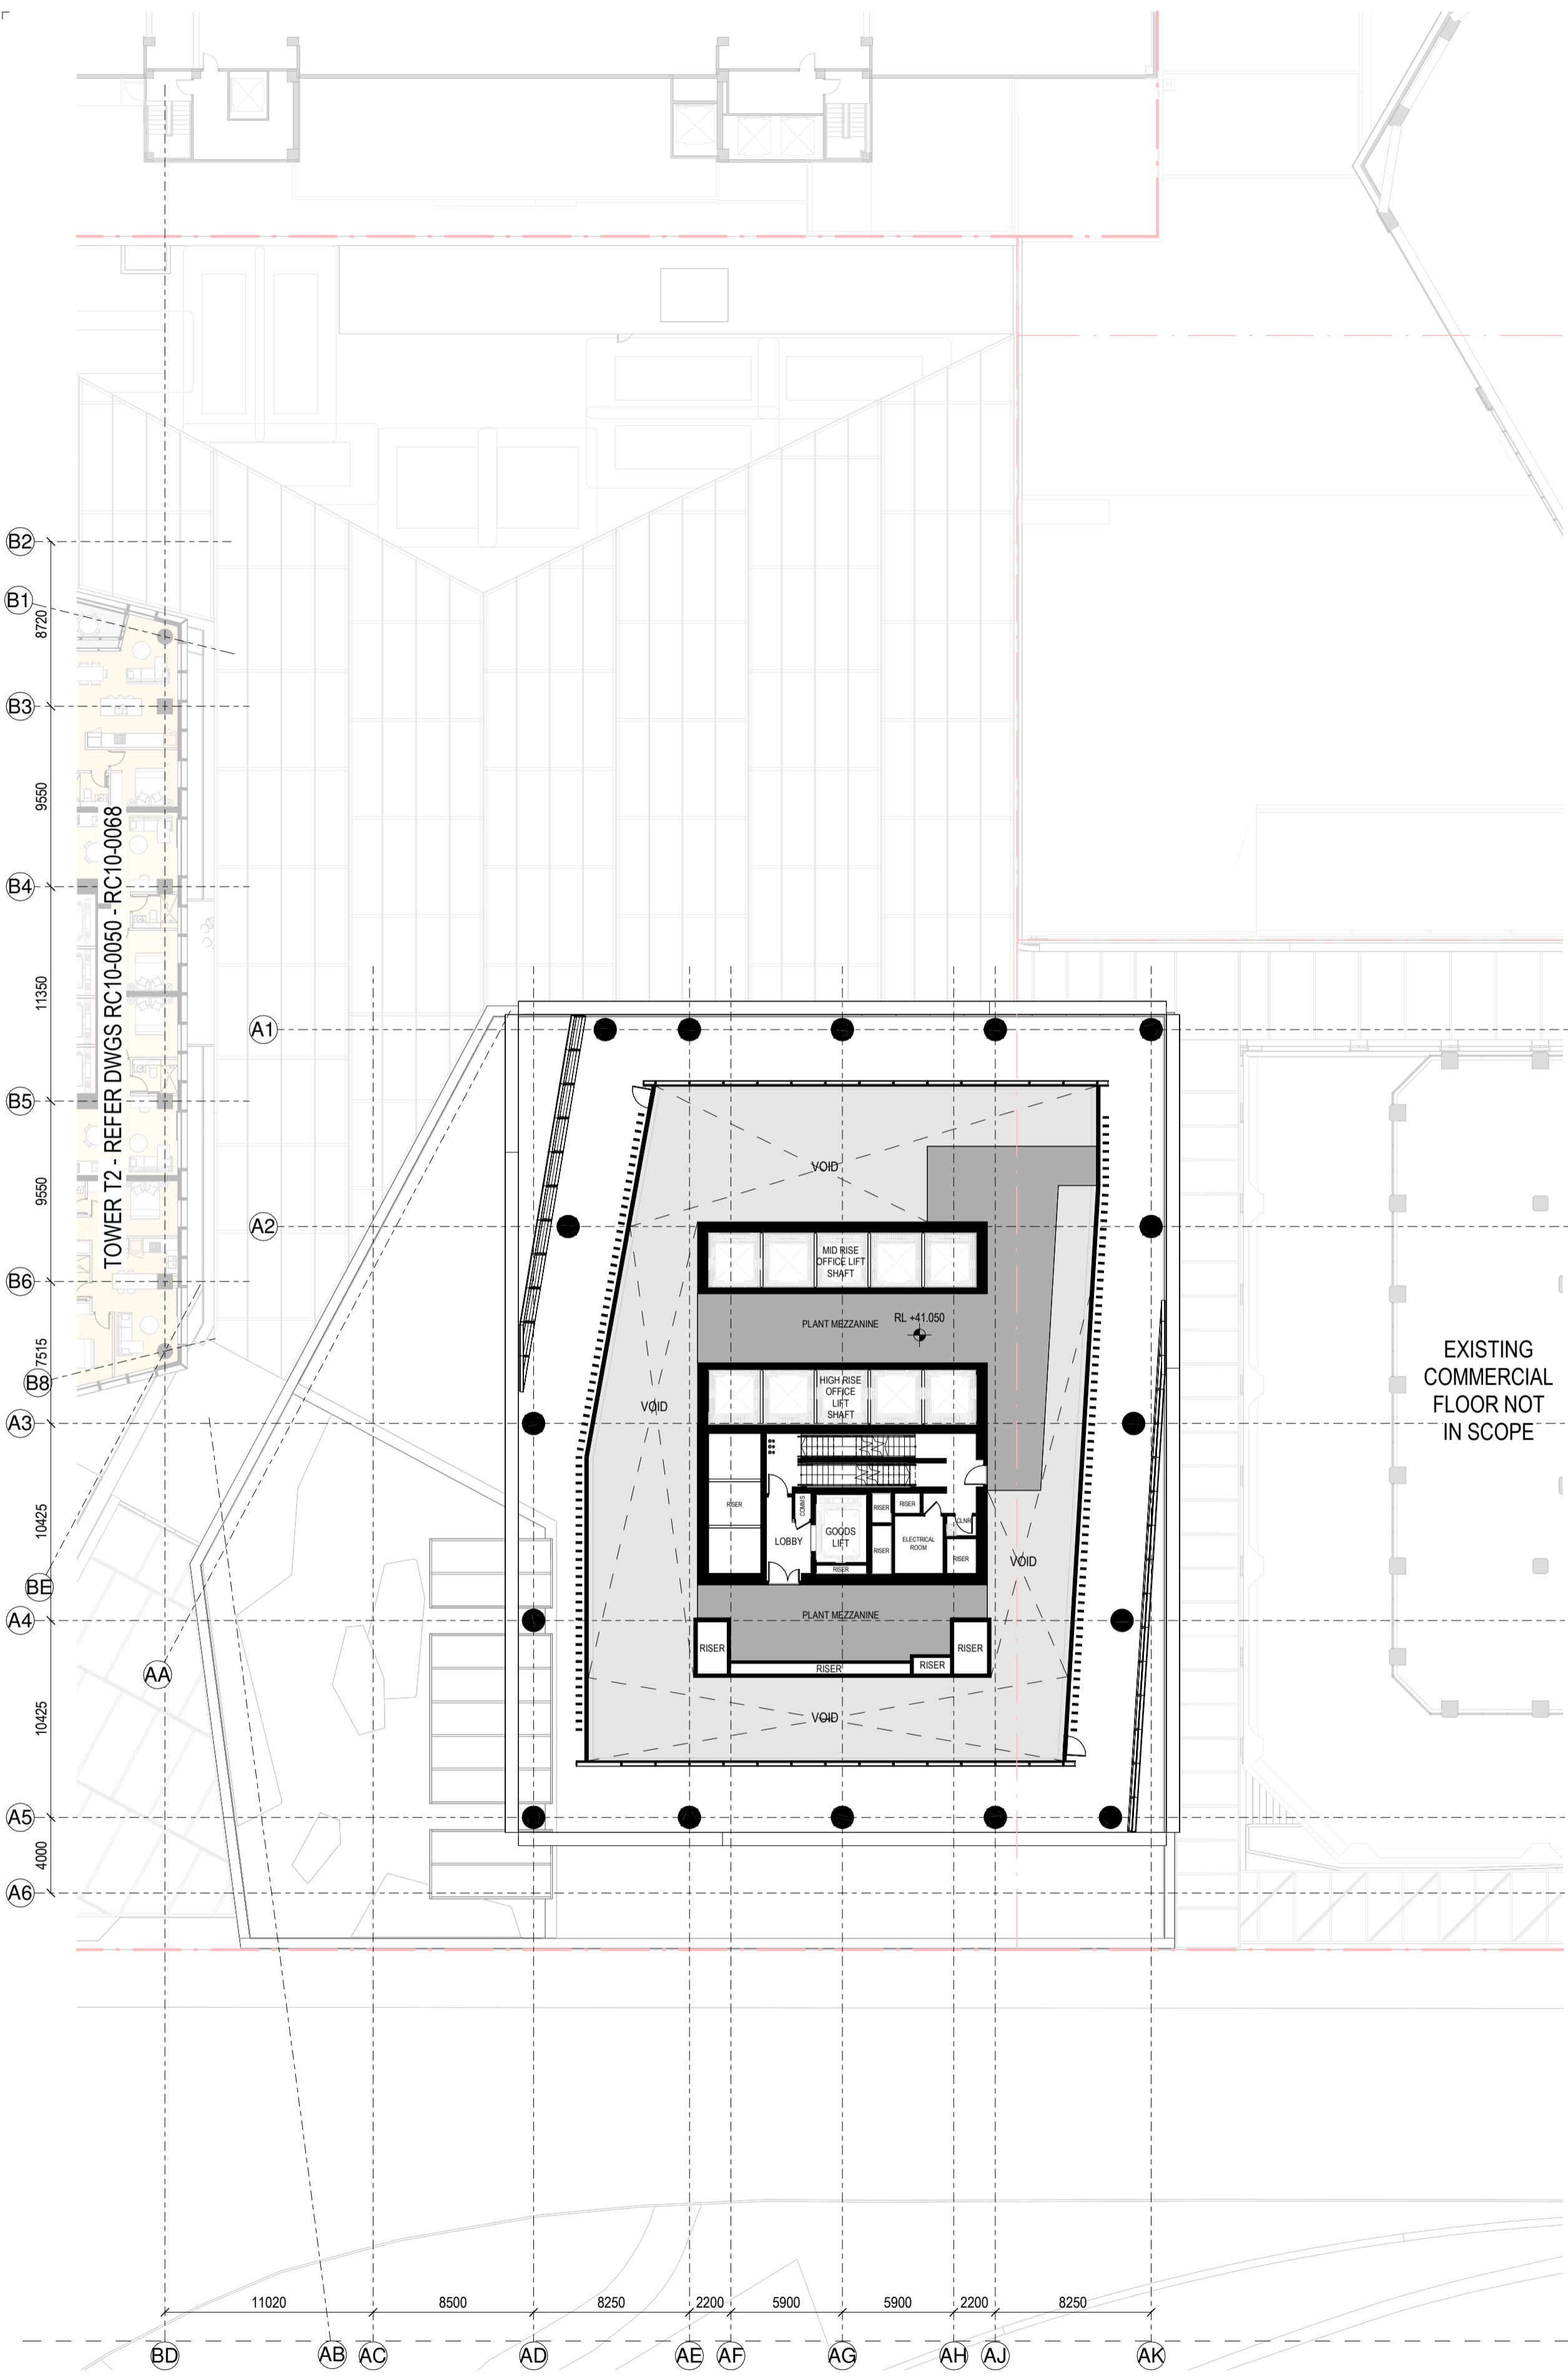 B2
B1
8720
B3
9550
B4
11350
B5
9550
B6
7515
B8
A3
10425
BE
A4
AA
10425
A5
4000
A6
TOWER T2 - REFER DWGS RC10-0050 - RC10-0068
A1
A2
VOID
MID RISE
OFFICE LIFT
SHAFT
PLANT MEZZANINE
RL +41.050
HIGH RISE
OFFICE
LIFT
SHAFT
VOID
RISER
COMMS
RISER
RISER
GOODS
LIFT
LOBBY
CLNR
ELECTRICAL
ROOM
RISER
RISER
RISER
VOID
PLANT MEZZANINE
RISER
RISER
RISER
RISER
VOID
EXISTING
COMMERCIAL
FLOOR NOT
IN SCOPE
11020
8500
8250
2200
5900
5900
2200
8250
BD
AB
AC
AD
AE
AF
AG
AH
AJ
AK